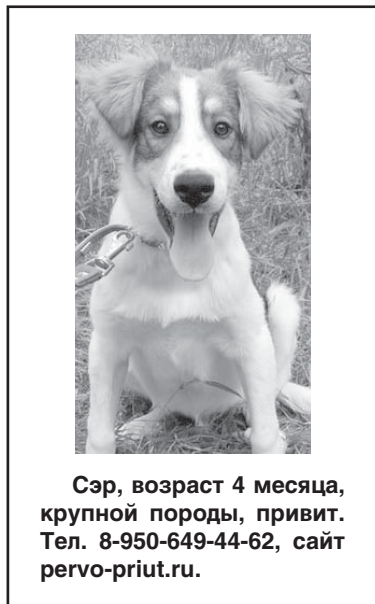 Сэр, возраст 4 месяца,
крупной породы, привит.
Тел. 8-950-649-44-62, сайт
pervo-priut.ru.